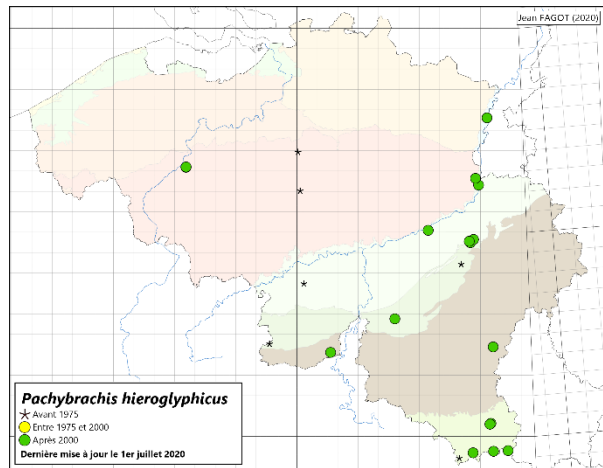 Jean FAGOT (2020)
Pachybrachis hieroglyphicus
Avant 1975
Entre 1975 et 2000
Après 2000
Dernière mise à jour le 1er juillet 2020